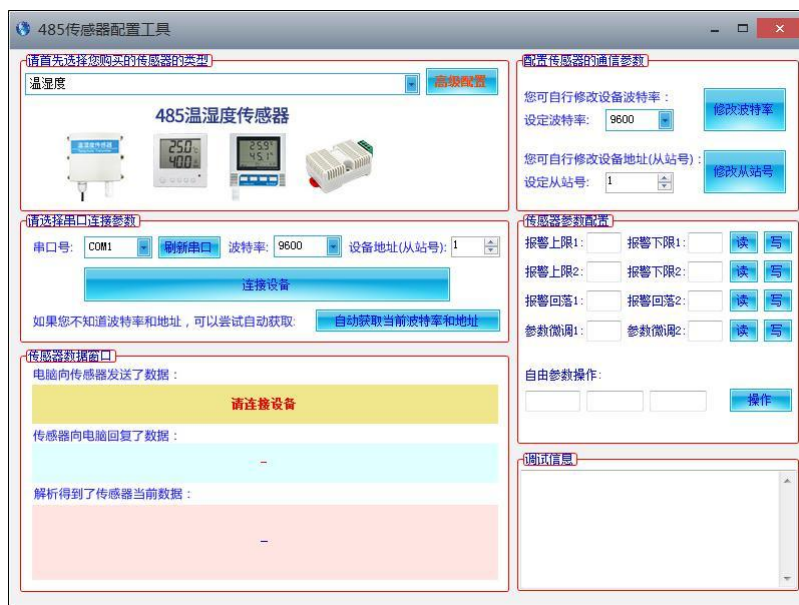 485传感器配置工具
请首先选择您购买的传感器的类型
温湿度
高级配置
485温湿度传感器
温湿度传感器
25.0
40.0
25.9
45.1
请选择串口连接参数
串口号: COM1 刷新串口 波特率: 9600 设备地址(从站号): 1
连接设备
如果您不知道波特率和地址，可以尝试自动获取: 自动获取当前波特率和地址
传感器数据窗口
电脑向传感器发送了数据：
请连接设备
传感器向电脑回复了数据：
–
解析得到了传感器当前数据：
–
配置传感器的通信参数
您可自行修改设备波特率：
设定波特率: 9600
修改波特率
您可自行修改设备地址(从站号)：
设定从站号: 1
修改从站号
传感器参数配置
报警上限1: 报警下限1: 读 写
报警上限2: 报警下限2: 读 写
报警回落1: 报警回落2: 读 写
参数微调1: 参数微调2: 读 写
自由参数操作:
操作
调试信息